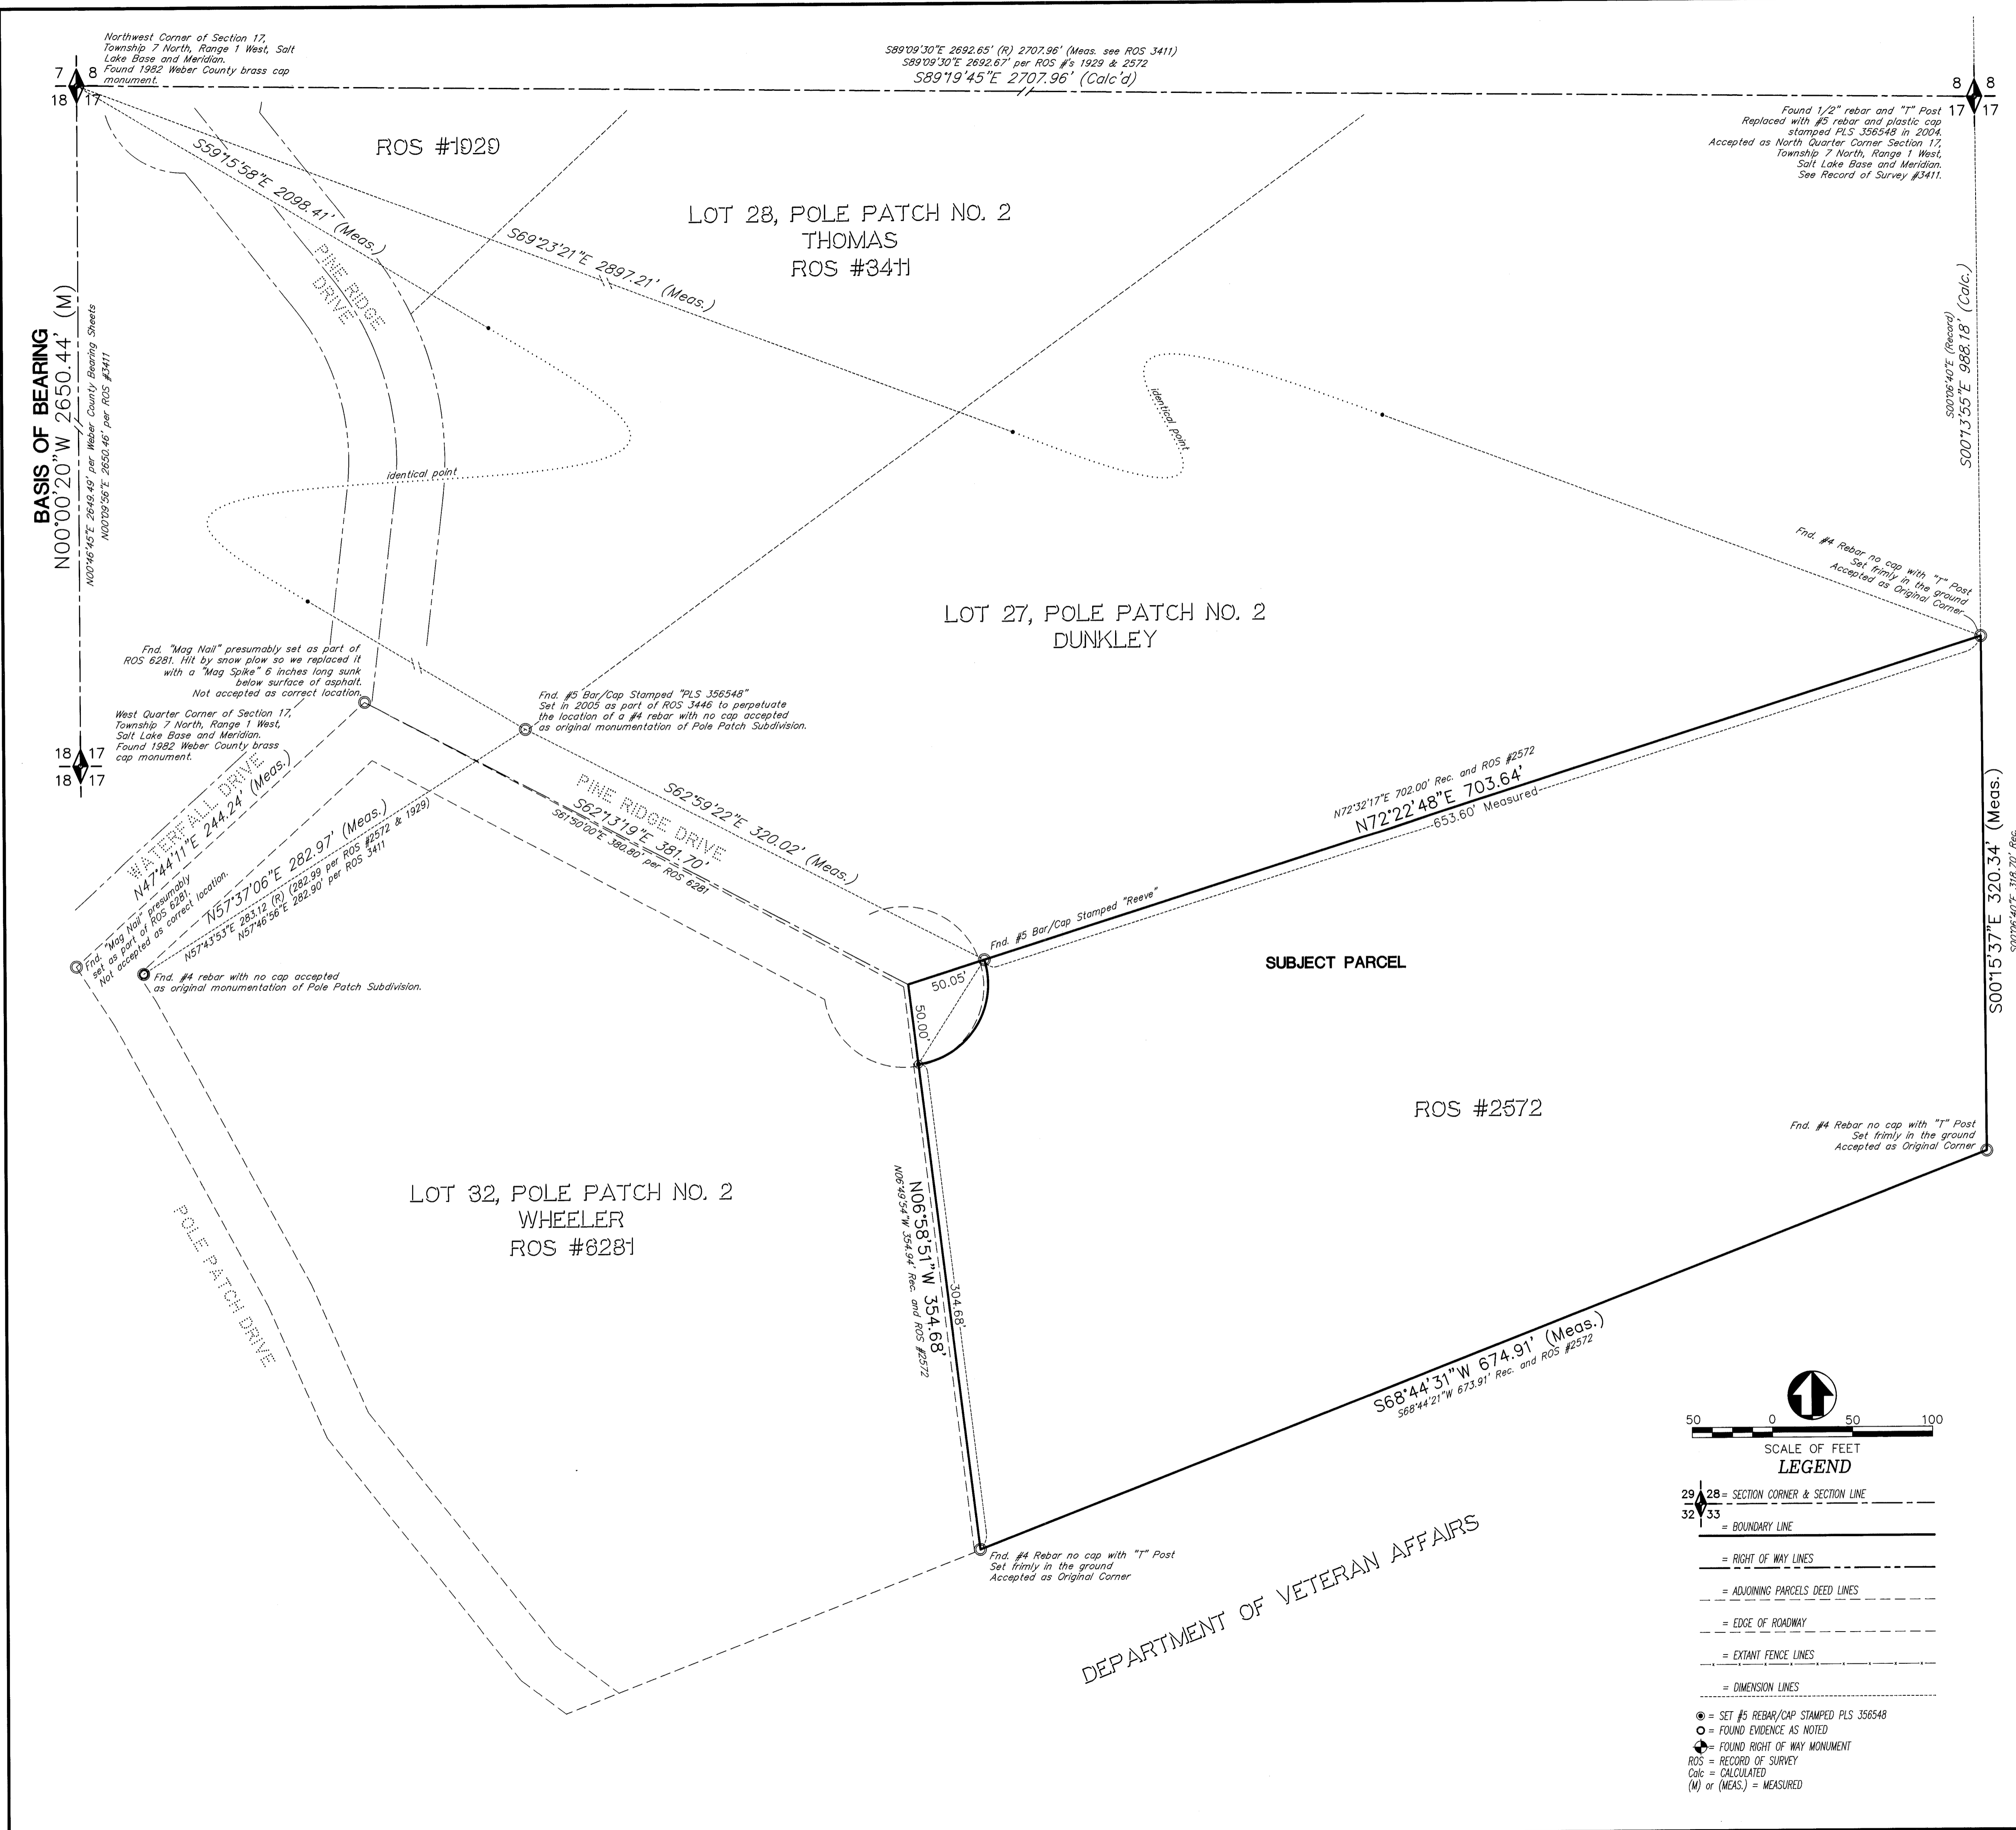 Northwest Corner of Section 17,
Township 7 North, Range 1 West, Salt
Lake Base and Meridian.
Found 1982 Weber County brass cap
monument.
7 8
18 17
S89°09'30"E 2692.65' (R) 2707.96' (Meas. see ROS 3411)
S89°09'30"E 2692.67' per ROS #'s 1929 & 2572
S89°19'45"E 2707.96' (Calc'd)
8 8
17 17
Found 1/2" rebar and "T" Post
Replaced with #5 rebar and plastic cap
stamped PLS 356548 in 2004.
Accepted as North Quarter Corner Section 17,
Township 7 North, Range 1 West,
Salt Lake Base and Meridian.
See Record of Survey #3411.
ROS #1929
S59°15'58"E 2098.41' (Meas.)
S69°23'21"E 2897.21' (Meas.)
PINE RIDGE
DRIVE
LOT 28, POLE PATCH NO. 2
THOMAS
ROS #3411
BASIS OF BEARING
N00°00'20"W 2650.44' (M)
N00°46'45"E 2649.49' per Weber County Bearing Sheets
N00°09'56"E 2650.46' per ROS #3411
identical point
identical point
S00°06'40"E (Record)
S00°13'55"E 988.18' (Calc.)
Fnd. #4 Rebar no cap with "T" Post
Set frimly in the ground
Accepted as Original Corner
LOT 27, POLE PATCH NO. 2
DUNKLEY
Fnd. "Mag Nail" presumably set as part of
ROS 6281. Hit by snow plow so we replaced it
with a "Mag Spike" 6 inches long sunk
below surface of asphalt.
Not accepted as correct location.
Fnd. #5 Bar/Cap Stamped "PLS 356548"
Set in 2005 as part of ROS 3446 to perpetuate
the location of a #4 rebar with no cap accepted
as original monumentation of Pole Patch Subdivision.
West Quarter Corner of Section 17,
Township 7 North, Range 1 West,
Salt Lake Base and Meridian.
Found 1982 Weber County brass
cap monument.
18 17
18 17
WATERFALL DRIVE
N47°44'11"E 244.24' (Meas.)
N57°37'06"E 282.97' (Meas.)
N57°43'53"E 283.12 (R) (282.99 per ROS #2572 & 1929)
N57°46'56"E 282.90' per ROS 3411
Fnd. "Mag Nail" presumably
set as part of ROS 6281.
Not accepted as correct location.
Fnd. #4 rebar with no cap accepted
as original monumentation of Pole Patch Subdivision.
PINE RIDGE DRIVE
S62°59'22"E 320.02' (Meas.)
S62°13'19"E 381.70'
S61°50'00"E 380.80' per ROS 6281
N72°32'17"E 702.00' Rec. and ROS #2572
N72°22'48"E 703.64'
653.60' Measured
Fnd. #5 Bar/Cap Stamped "Reeve"
50.05'
50.00'
SUBJECT PARCEL
S00°15'37"E 320.34' (Meas.)
S00°06'40"E 318.70' Rec.
ROS #2572
Fnd. #4 Rebar no cap with "T" Post
Set frimly in the ground
Accepted as Original Corner
LOT 32, POLE PATCH NO. 2
WHEELER
ROS #6281
N06°58'51"W 354.68'
N06°49'54"W 354.94' Rec. and ROS #2572
304.68'
POLE PATCH DRIVE
S68°44'31"W 674.91' (Meas.)
S68°44'21"W 673.91' Rec. and ROS #2572
Fnd. #4 Rebar no cap with "T" Post
Set frimly in the ground
Accepted as Original Corner
DEPARTMENT OF VETERAN AFFAIRS
50 0 50 100
SCALE OF FEET
LEGEND
29 28 = SECTION CORNER & SECTION LINE
32 33
= BOUNDARY LINE
= RIGHT OF WAY LINES
= ADJOINING PARCELS DEED LINES
= EDGE OF ROADWAY
= EXTANT FENCE LINES
= DIMENSION LINES
= SET #5 REBAR/CAP STAMPED PLS 356548
= FOUND EVIDENCE AS NOTED
= FOUND RIGHT OF WAY MONUMENT
ROS = RECORD OF SURVEY
Calc = CALCULATED
(M) or (MEAS.) = MEASURED